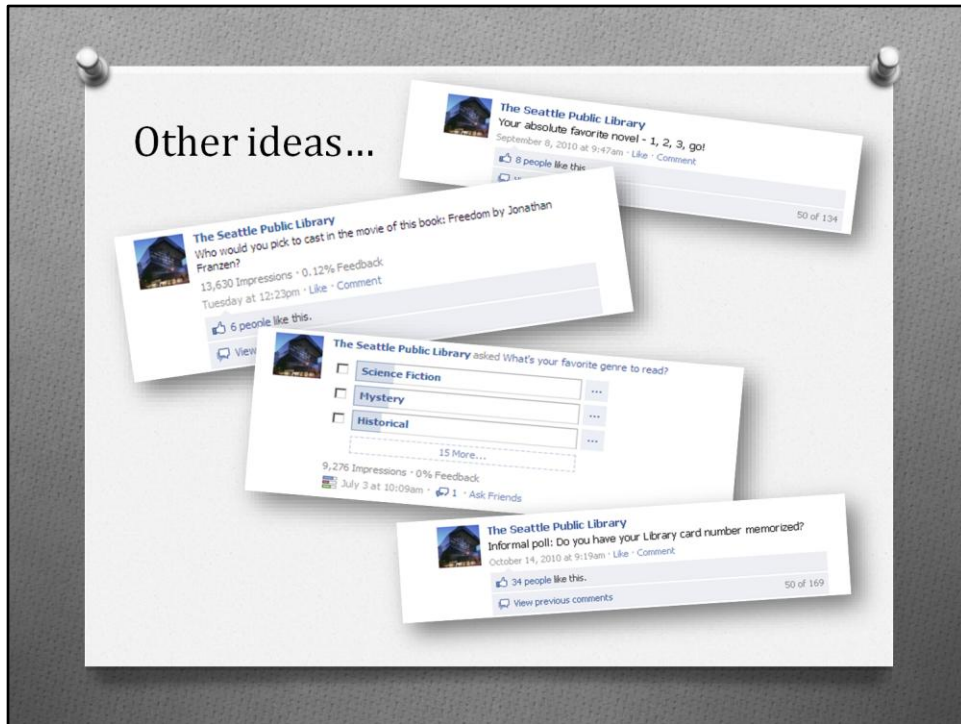 Other ideas…
The Seattle Public Library
Your absolute favorite novel - 1, 2, 3, go!
September 8, 2010 at 9:47am · Like · Comment
8 people like this.
50 of 134
The Seattle Public Library
Who would you pick to cast in the movie of this book: Freedom by Jonathan
Franzen?
13,630 Impressions · 0.12% Feedback
Tuesday at 12:23pm · Like · Comment
6 people like this.
View
The Seattle Public Library asked What's your favorite genre to read?
Science Fiction
...
Mystery
...
Historical
...
15 More...
9,276 Impressions · 0% Feedback
July 3 at 10:09am · 1 · Ask Friends
The Seattle Public Library
Informal poll: Do you have your Library card number memorized?
October 14, 2010 at 9:19am · Like · Comment
34 people like this.
View previous comments
50 of 169